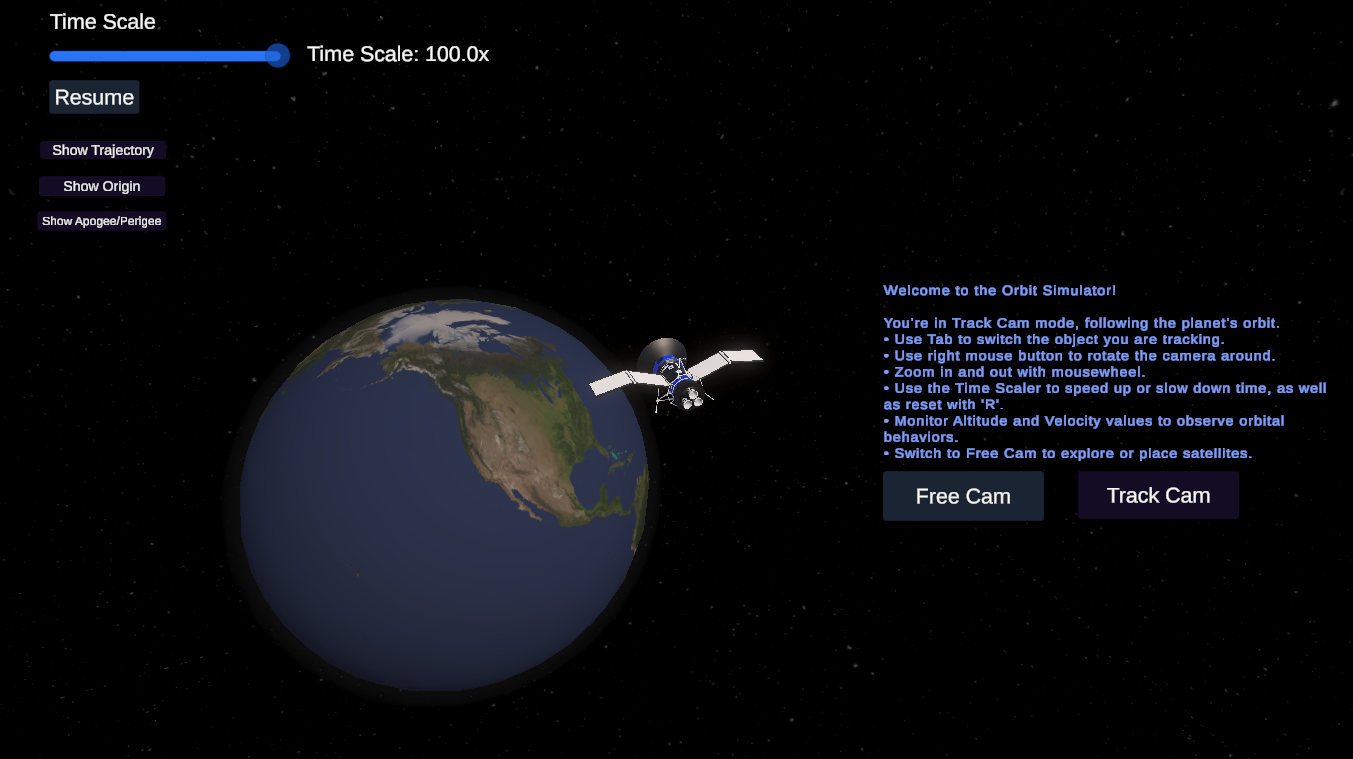 Time Scale
Time Scale: 100.0x
Resume
Show Trajectory
Show Origin
Show Apogee/Perigee
Welcome to the Orbit Simulator!
You're in Track Cam mode, following the planet's orbit.
• Use Tab to switch the object you are tracking.
• Use right mouse button to rotate the camera around.
• Zoom in and out with mousewheel.
• Use the Time Scaler to speed up or slow down time, as well
as reset with 'R'.
• Monitor Altitude and Velocity values to observe orbital
behaviors.
• Switch to Free Cam to explore or place satellites.
Free Cam
Track Cam